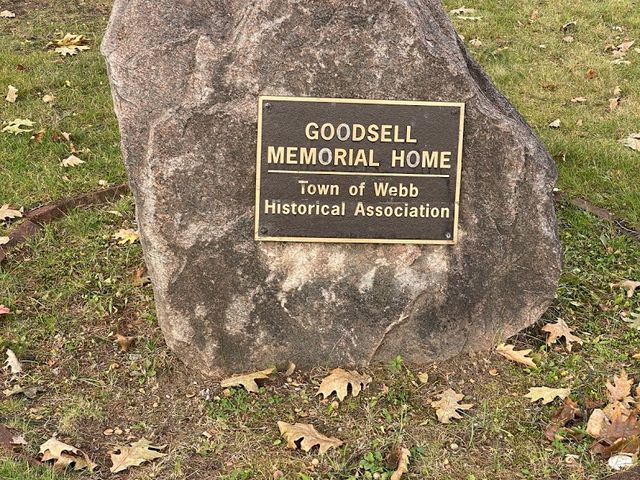 GOODSELL
MEMORIAL HOME
Town of Webb
Historical Association